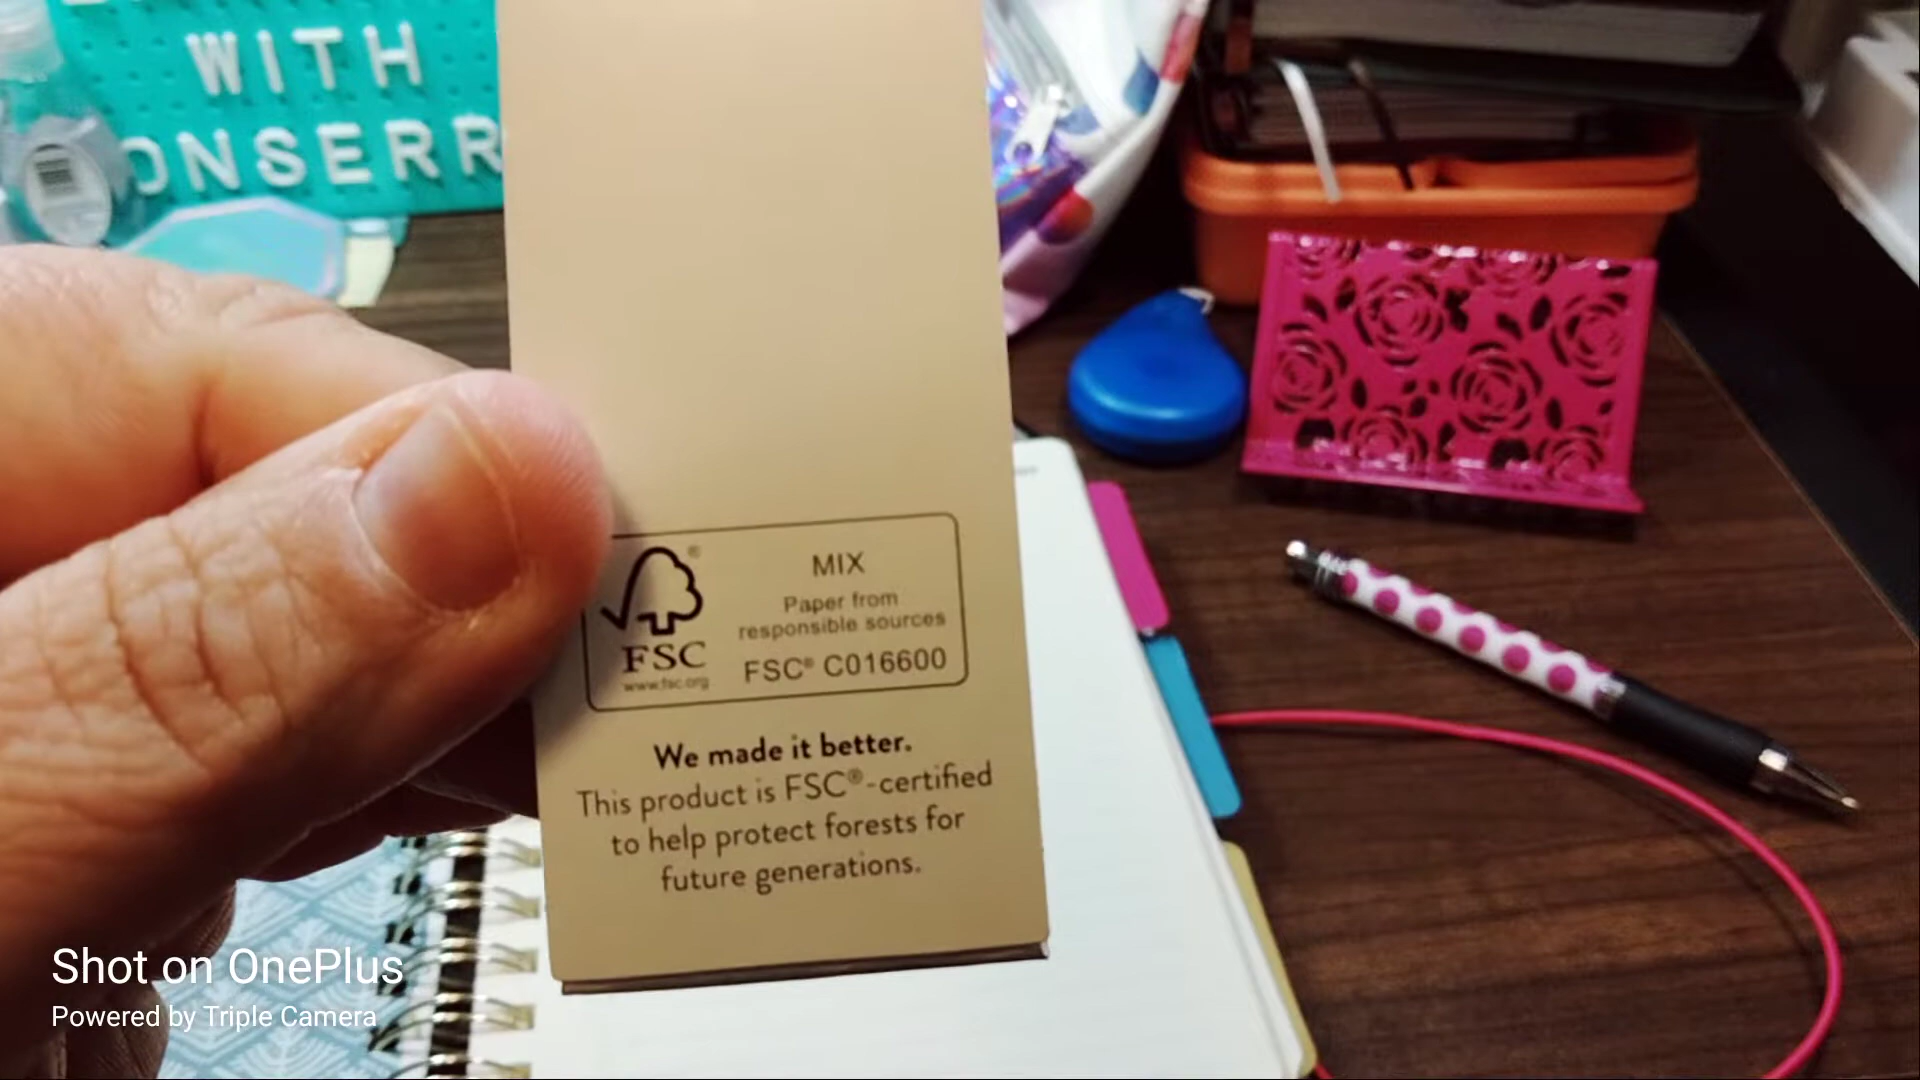 WITH
ONSERR
MIX
Paper from
responsible sources
FSC® C016600
®
FSC
www.fsc.org
We made it better.
This product is FSC®-certified
to help protect forests for
future generations.
Shot on OnePlus
Powered by Triple Camera